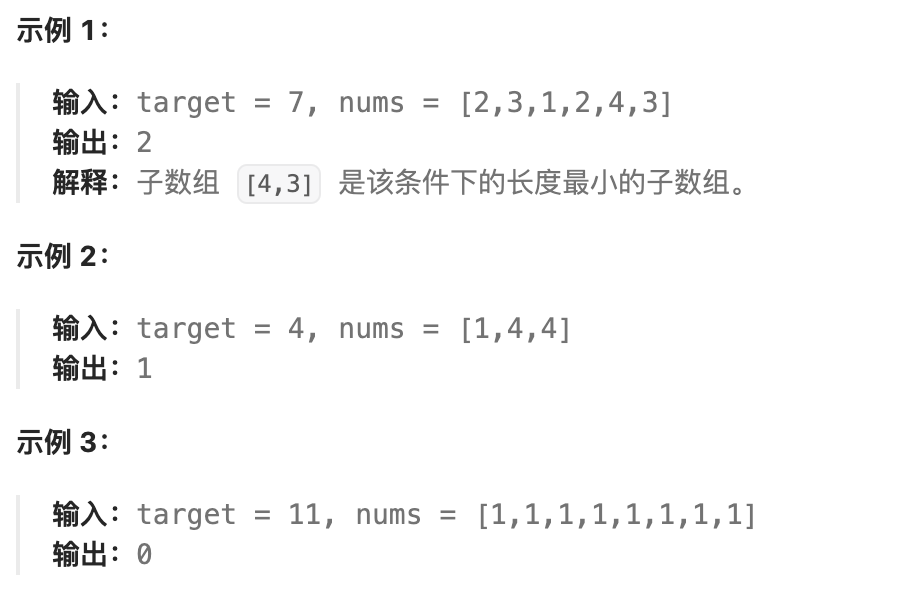 示例 1：
输入：target = 7, nums = [2,3,1,2,4,3]
输出：2
解释：子数组 [4,3] 是该条件下的长度最小的子数组。
示例 2：
输入：target = 4, nums = [1,4,4]
输出：1
示例 3：
输入：target = 11, nums = [1,1,1,1,1,1,1,1]
输出：0